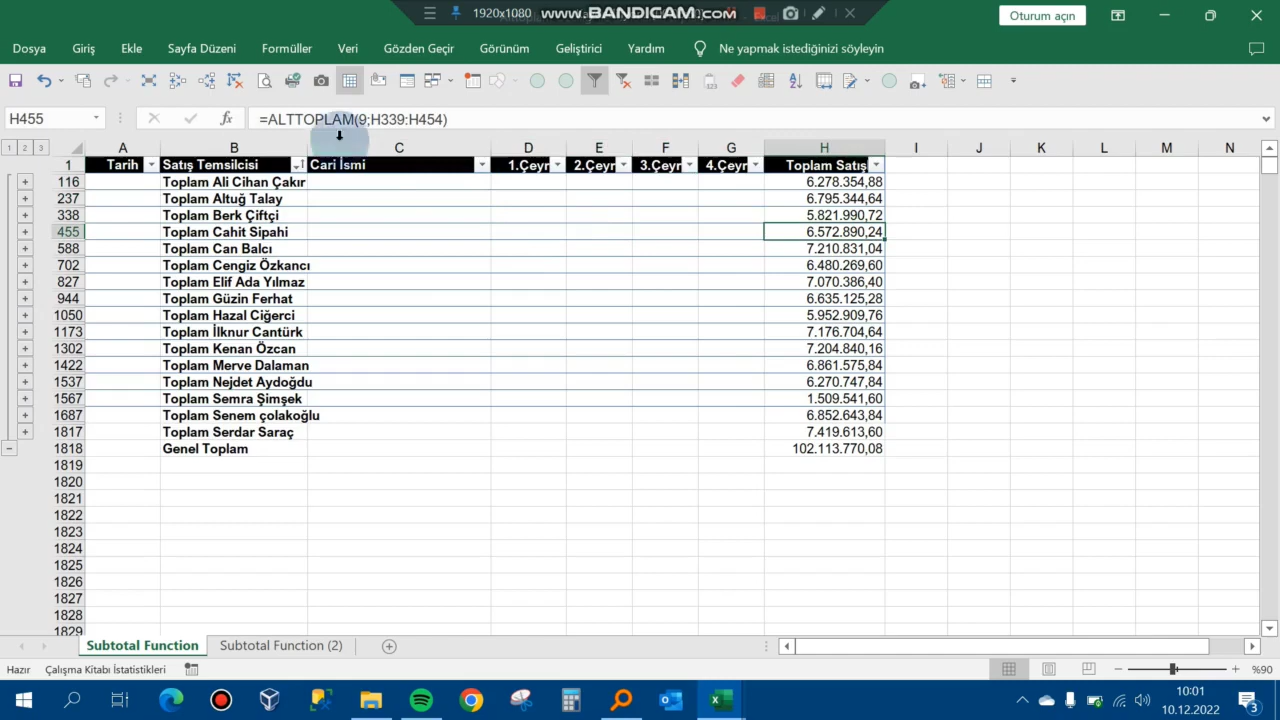 1920x1080 www.BANDICAM.com
Oturum açın
Dosya Giriş Ekle Sayfa Düzeni Formüller Veri Gözden Geçir Görünüm Geliştirici Yardım Ne yapmak istediğinizi söyleyin
H455 fx =ALTTOPLAM(9;H339:H454)
1 2 3 A B C D E F G H I J K L M N
1 Tarih Satış Temsilcisi Cari İsmi 1.Çeyr 2.Çeyr 3.Çeyr 4.Çeyr Toplam Satış
116 Toplam Ali Cihan Çakır 6.278.354,88
237 Toplam Altuğ Talay 6.795.344,64
338 Toplam Berk Çiftçi 5.821.990,72
455 Toplam Cahit Sipahi 6.572.890,24
588 Toplam Can Balcı 7.210.831,04
702 Toplam Cengiz Özkancı 6.480.269,60
827 Toplam Elif Ada Yılmaz 7.070.386,40
944 Toplam Güzin Ferhat 6.635.125,28
1050 Toplam Hazal Ciğerci 5.952.909,76
1173 Toplam İlknur Cantürk 7.176.704,64
1302 Toplam Kenan Özcan 7.204.840,16
1422 Toplam Merve Dalaman 6.861.575,84
1537 Toplam Nejdet Aydoğdu 6.270.747,84
1567 Toplam Semra Şimşek 1.509.541,60
1687 Toplam Senem çolakoğlu 6.852.643,84
1817 Toplam Serdar Saraç 7.419.613,60
1818 Genel Toplam 102.113.770,08
1819
1820
1821
1822
1823
1824
1825
1826
1827
1828
1829
Subtotal Function Subtotal Function (2)
Hazır Çalışma Kitabı İstatistikleri %90
10:01
10.12.2022
3